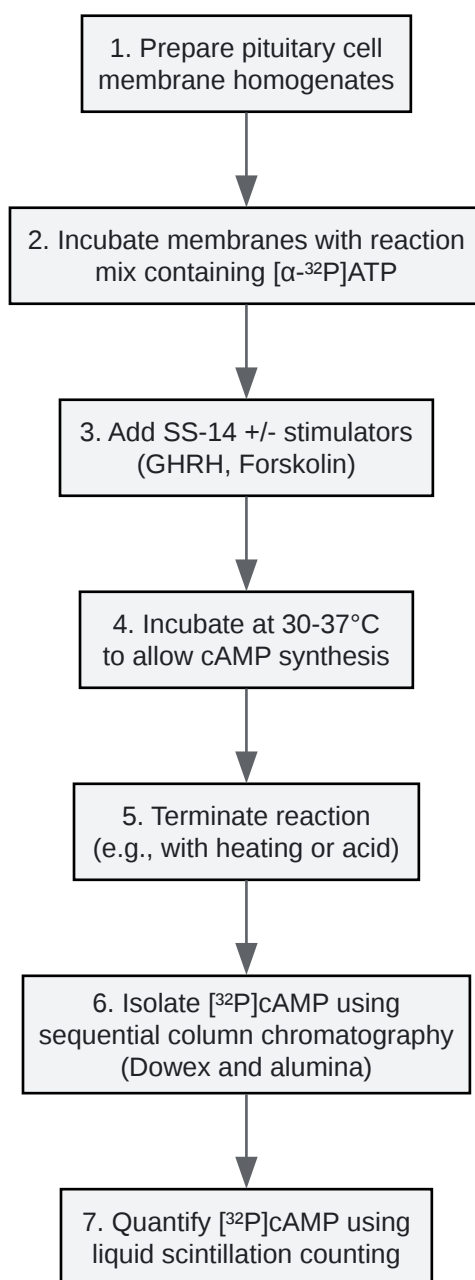 1. Prepare pituitary cell
membrane homogenates
2. Incubate membranes with reaction
mix containing [α-³²P]ATP
3. Add SS-14 +/- stimulators
(GHRH, Forskolin)
4. Incubate at 30-37°C
to allow cAMP synthesis
5. Terminate reaction
(e.g., with heating or acid)
6. Isolate [³²P]cAMP using
sequential column chromatography
(Dowex and alumina)
7. Quantify [³²P]cAMP using
liquid scintillation counting